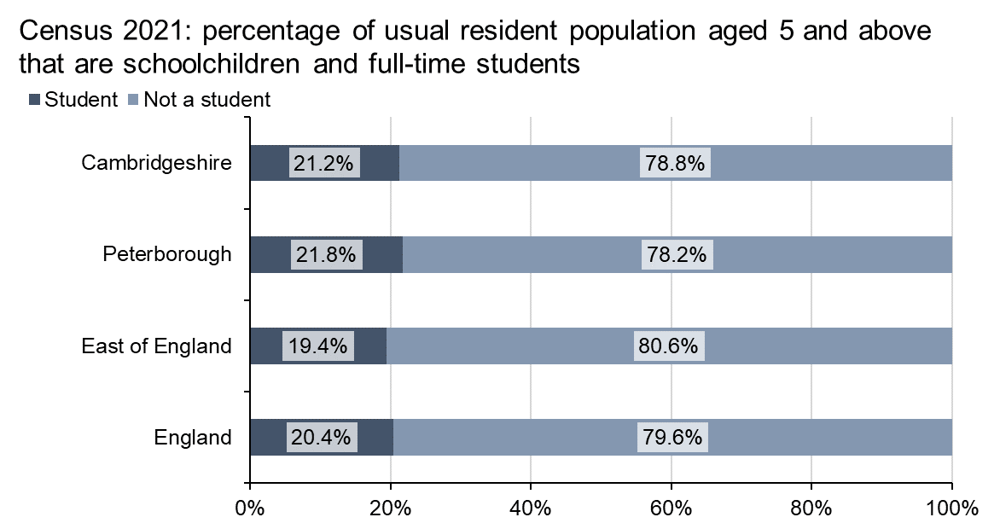 Census 2021: percentage of usual resident population aged 5 and above
that are schoolchildren and full-time students
Student Not a student
Cambridgeshire 21.2% 78.8%
Peterborough 21.8% 78.2%
East of England 19.4% 80.6%
England 20.4% 79.6%
0% 20% 40% 60% 80% 100%